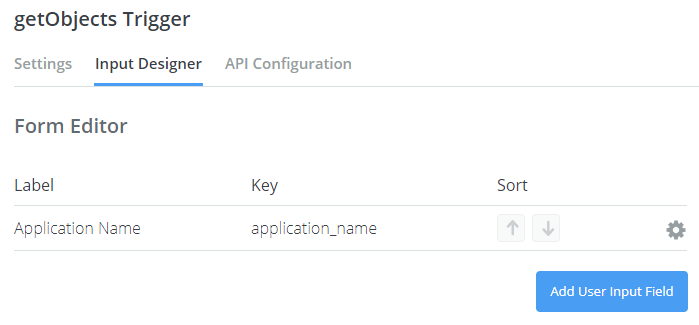 getObjects Trigger
Settings Input Designer API Configuration
Form Editor
Label Key Sort
Application Name application_name
Add User Input Field